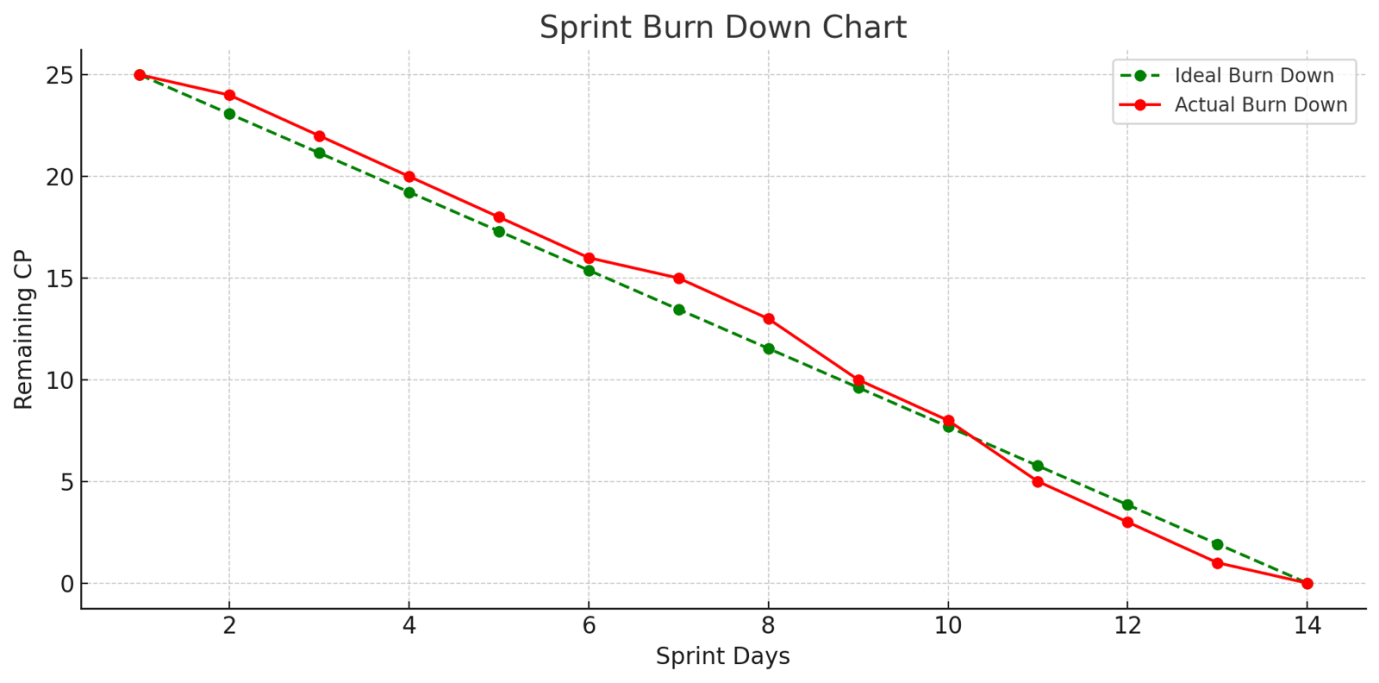 Sprint Burn Down Chart
Ideal Burn Down
Actual Burn Down
Remaining CP
25
20
15
10
5
0
2 4 6 8 10 12 14
Sprint Days